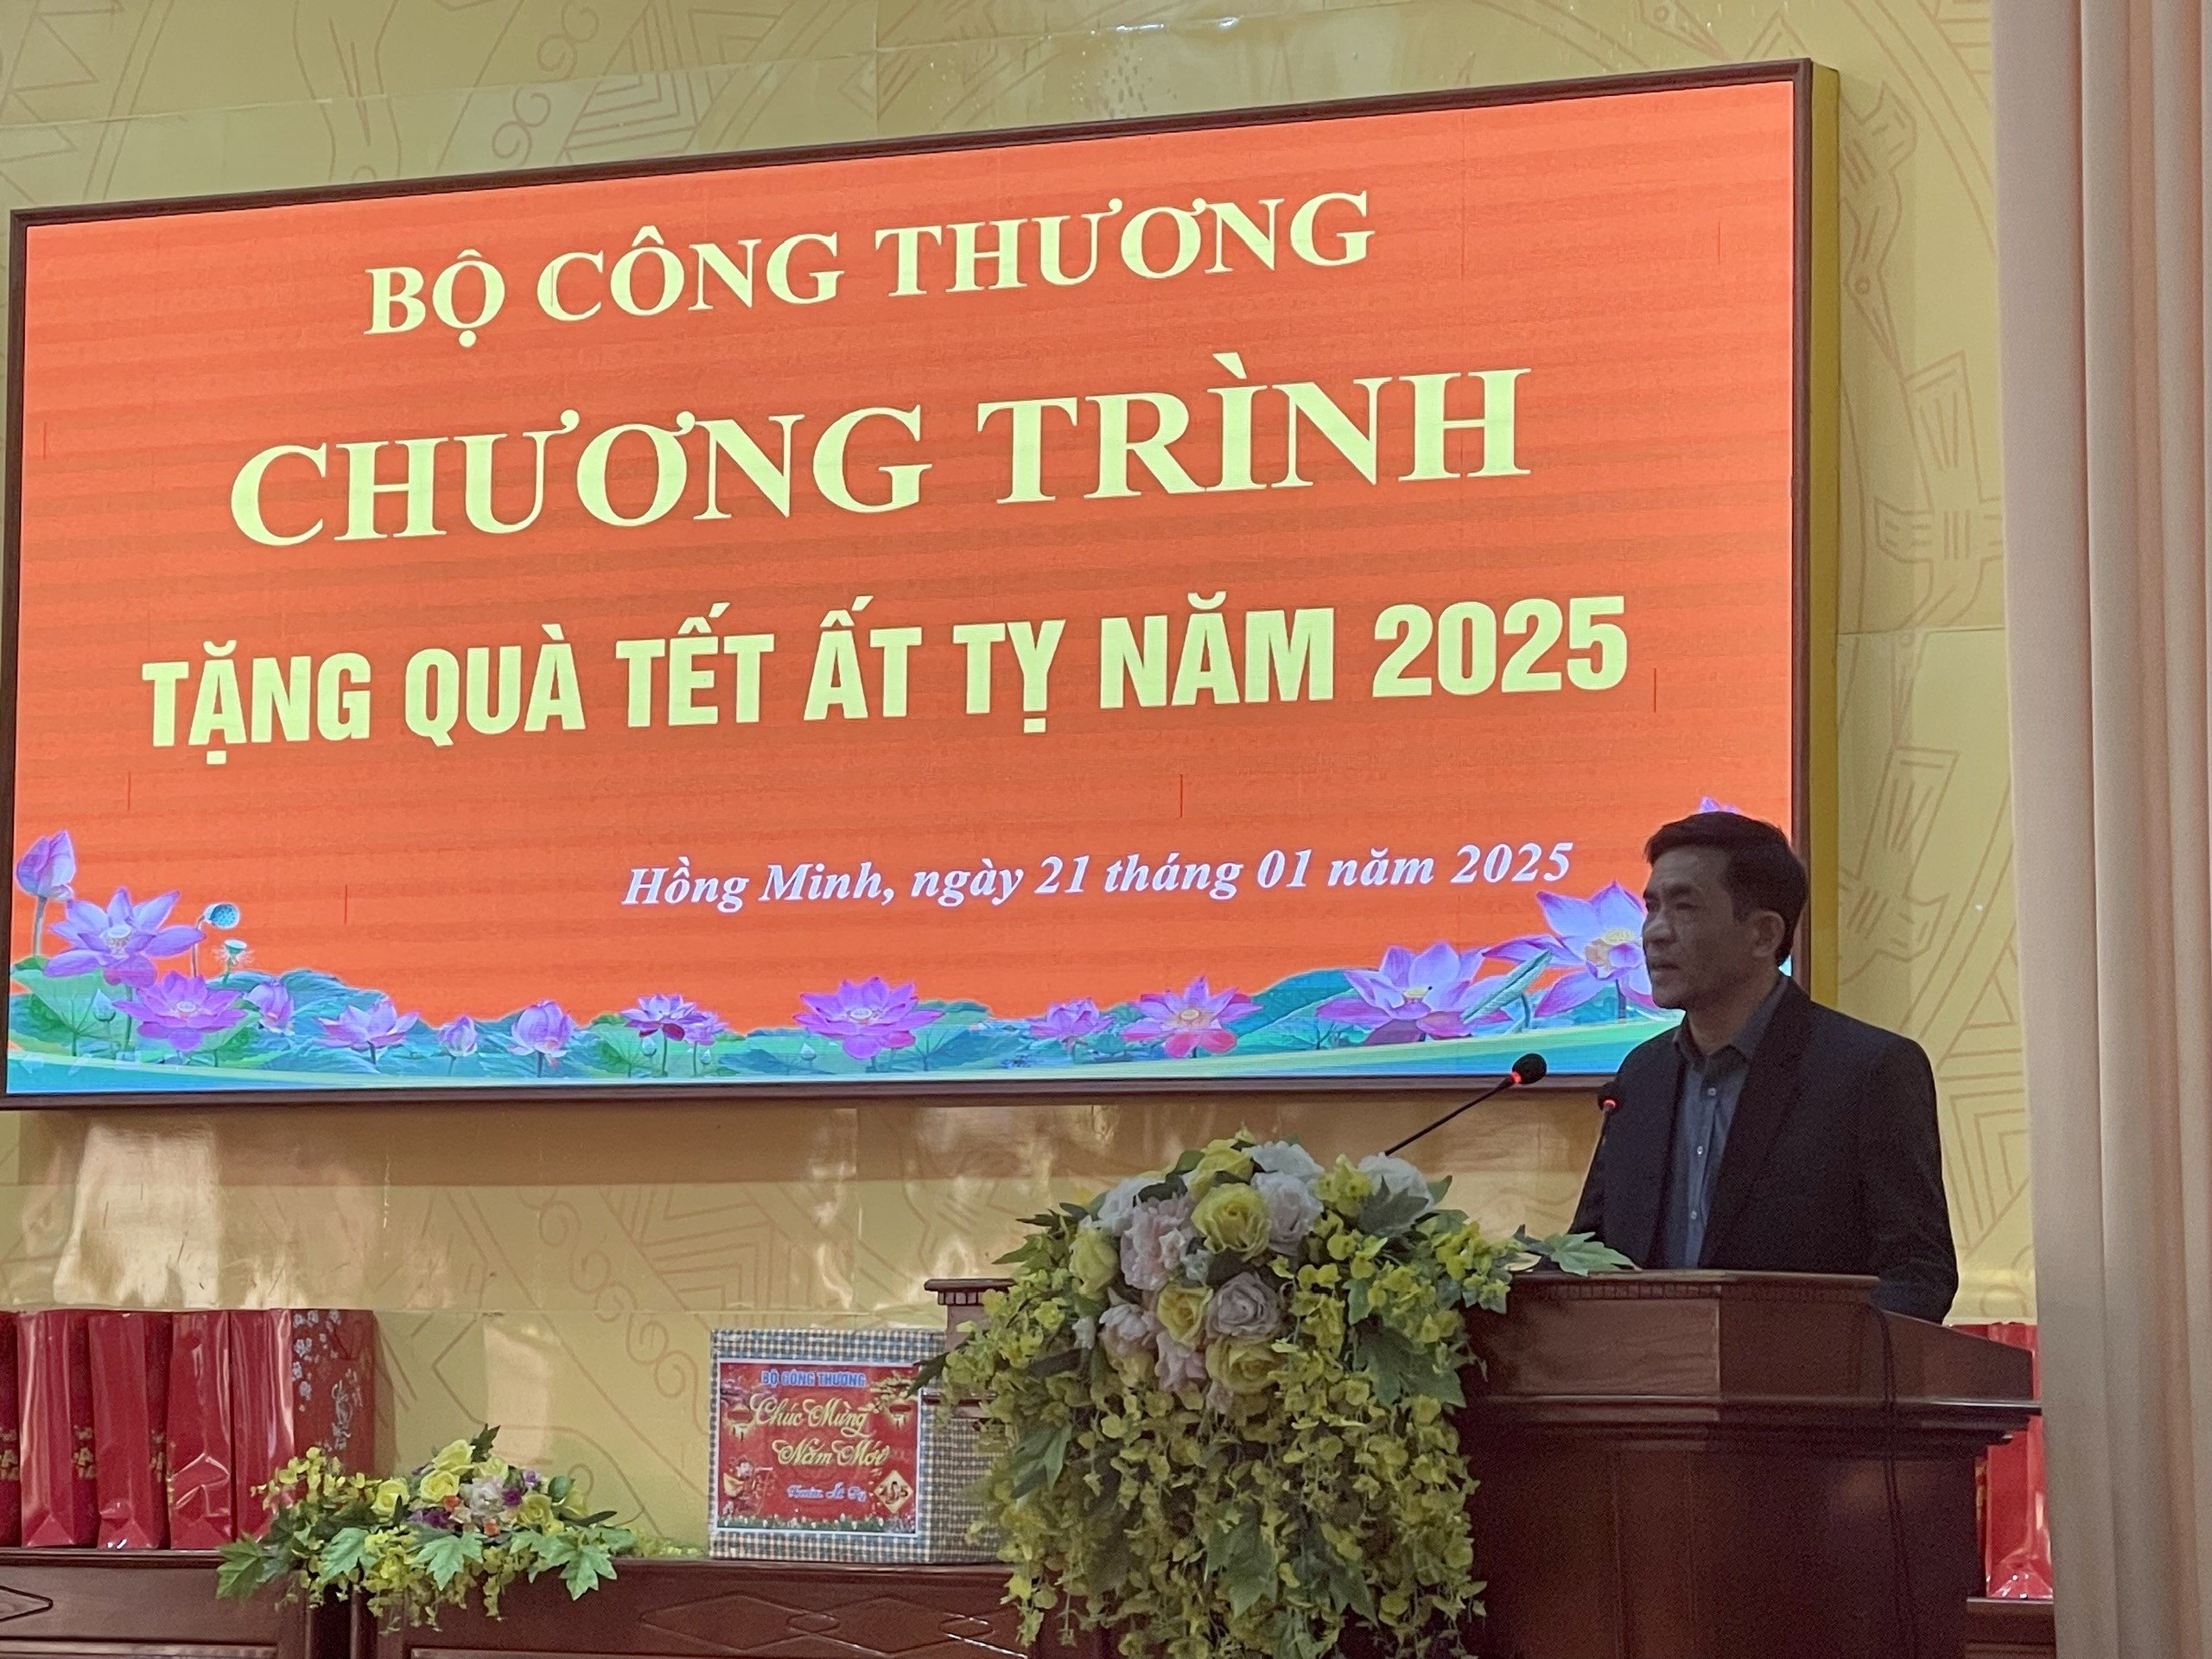 BỘ CÔNG THƯƠNG
CHƯƠNG TRÌNH
TẶNG QUÀ TẾT ẤT TỴ NĂM 2025
Hồng Minh, ngày 21 tháng 01 năm 2025
BỘ CÔNG THƯƠNG
Chúc Mừng
Năm Mới